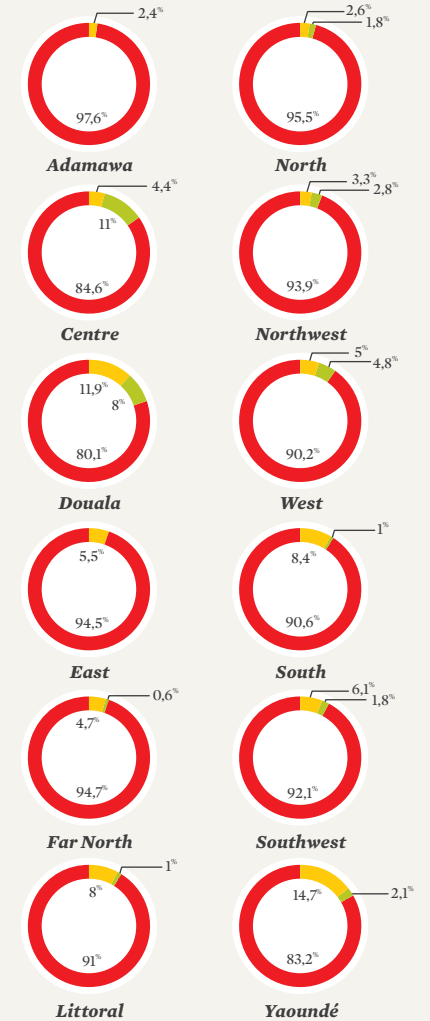 2,4%
97,6%
Adamawa
2,6%
1,8%
95,5%
North
4,4%
11%
84,6%
Centre
3,3%
2,8%
93,9%
Northwest
11,9%
8%
80,1%
Douala
5%
4,8%
90,2%
West
5,5%
94,5%
East
1%
8,4%
90,6%
South
0,6%
4,7%
94,7%
Far North
6,1%
1,8%
92,1%
Southwest
1%
8%
91%
Littoral
14,7%
2,1%
83,2%
Yaoundé